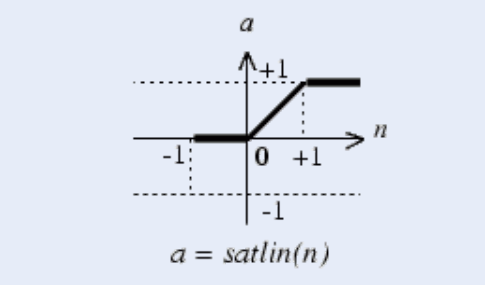 a
+1
n
-1
0
+1
-1
a = satlin(n)